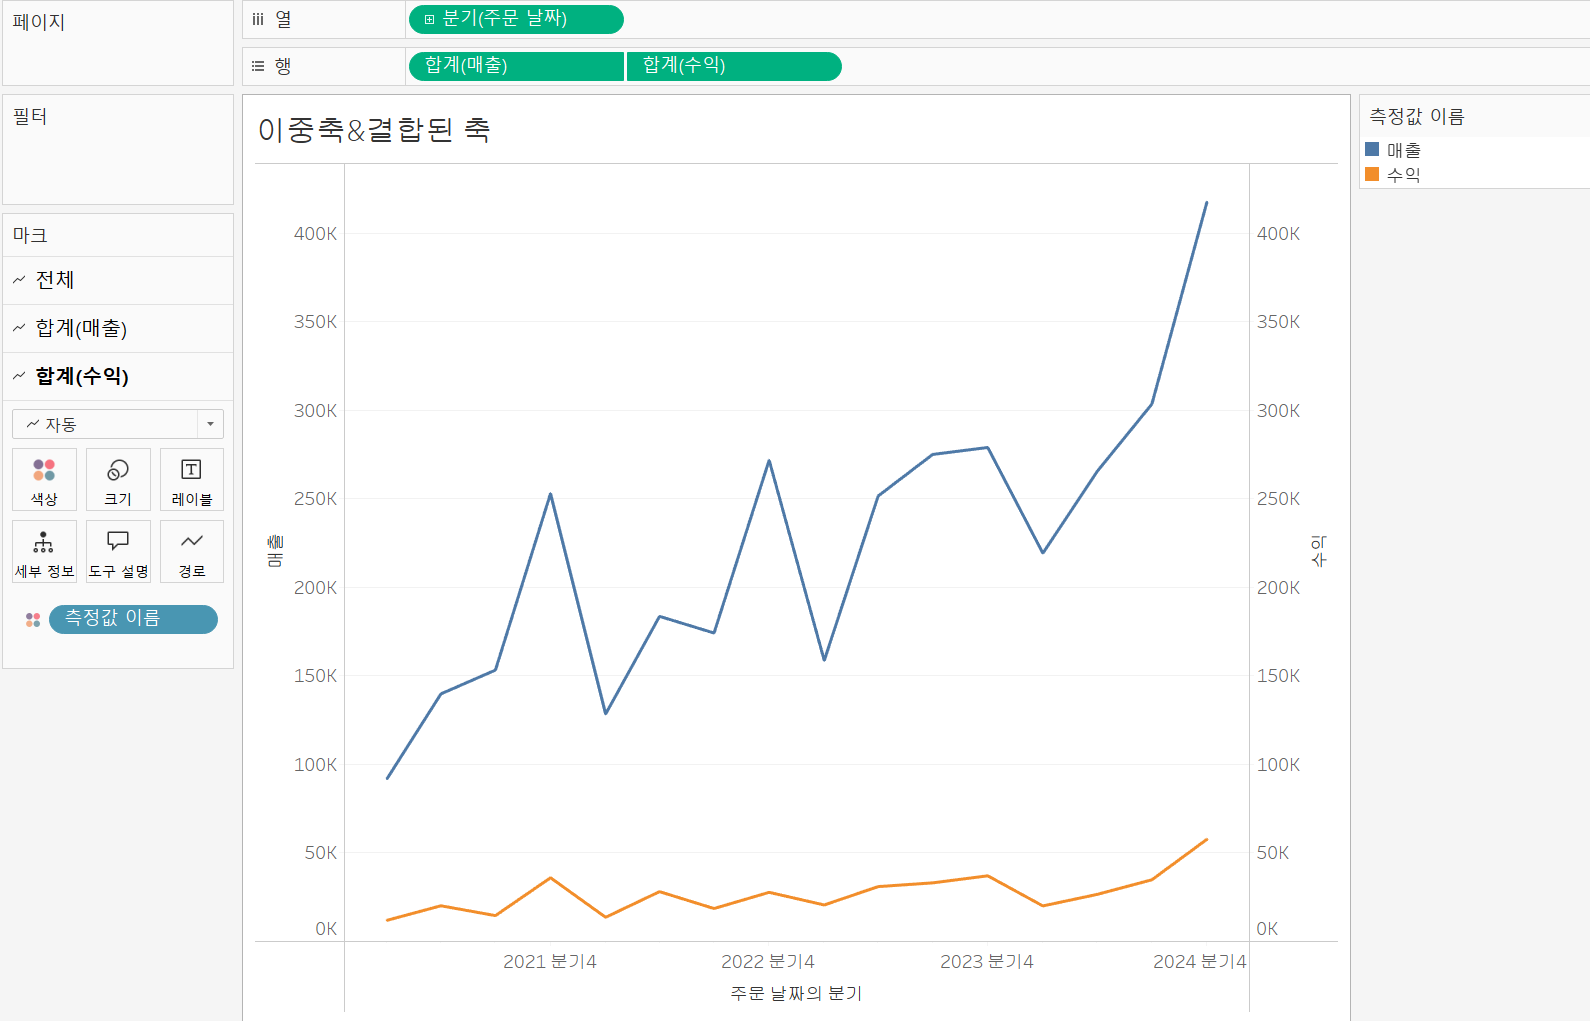 페이지
열
분기(주문 날짜)
행
합계(매출)
합계(수익)
필터
마크
전체
합계(매출)
합계(수익)
자동
색상
크기
레이블
세부 정보
도구 설명
경로
측정값 이름
이중축&결합된 축
400K
350K
300K
250K
200K
150K
100K
50K
0K
매출
400K
350K
300K
250K
200K
150K
100K
50K
0K
수익
2021 분기4
2022 분기4
2023 분기4
2024 분기4
주문 날짜의 분기
측정값 이름
매출
수익